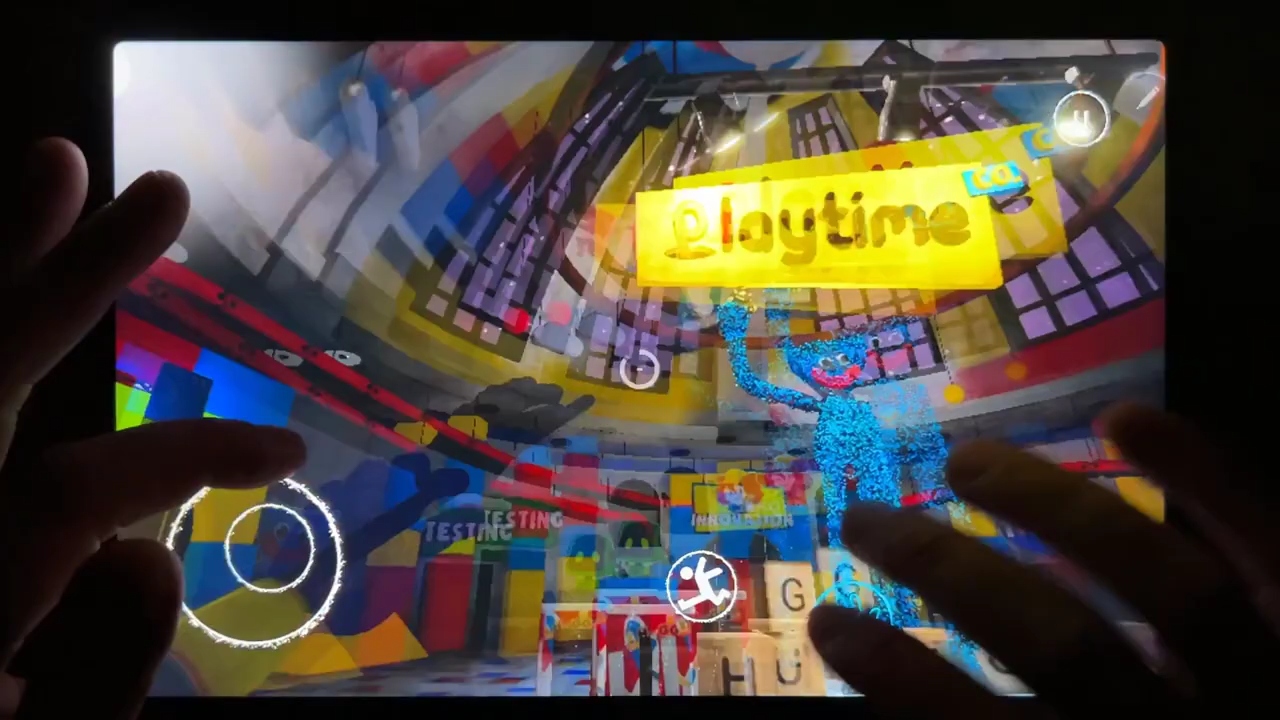 Playtime
co.
TESTING
TESTING
INNOVATION
G
H U